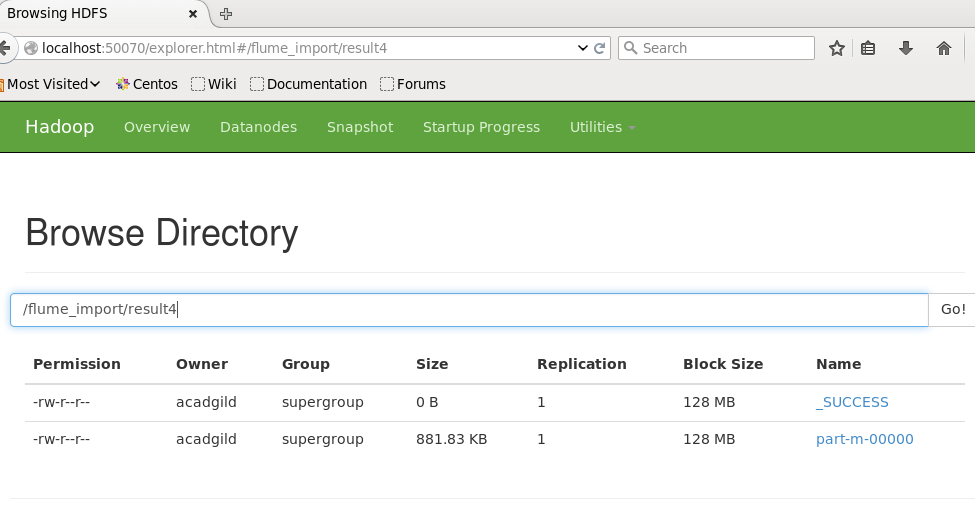 Browsing HDFS
localhost:50070/explorer.html#/flume_import/result4 Search
Most Visited Centos Wiki Documentation Forums
Hadoop Overview Datanodes Snapshot Startup Progress Utilities
Browse Directory
/flume_import/result4 Go!
Permission Owner Group Size Replication Block Size Name
-rw-r--r-- acadgild supergroup 0 B 1 128 MB _SUCCESS
-rw-r--r-- acadgild supergroup 881.83 KB 1 128 MB part-m-00000